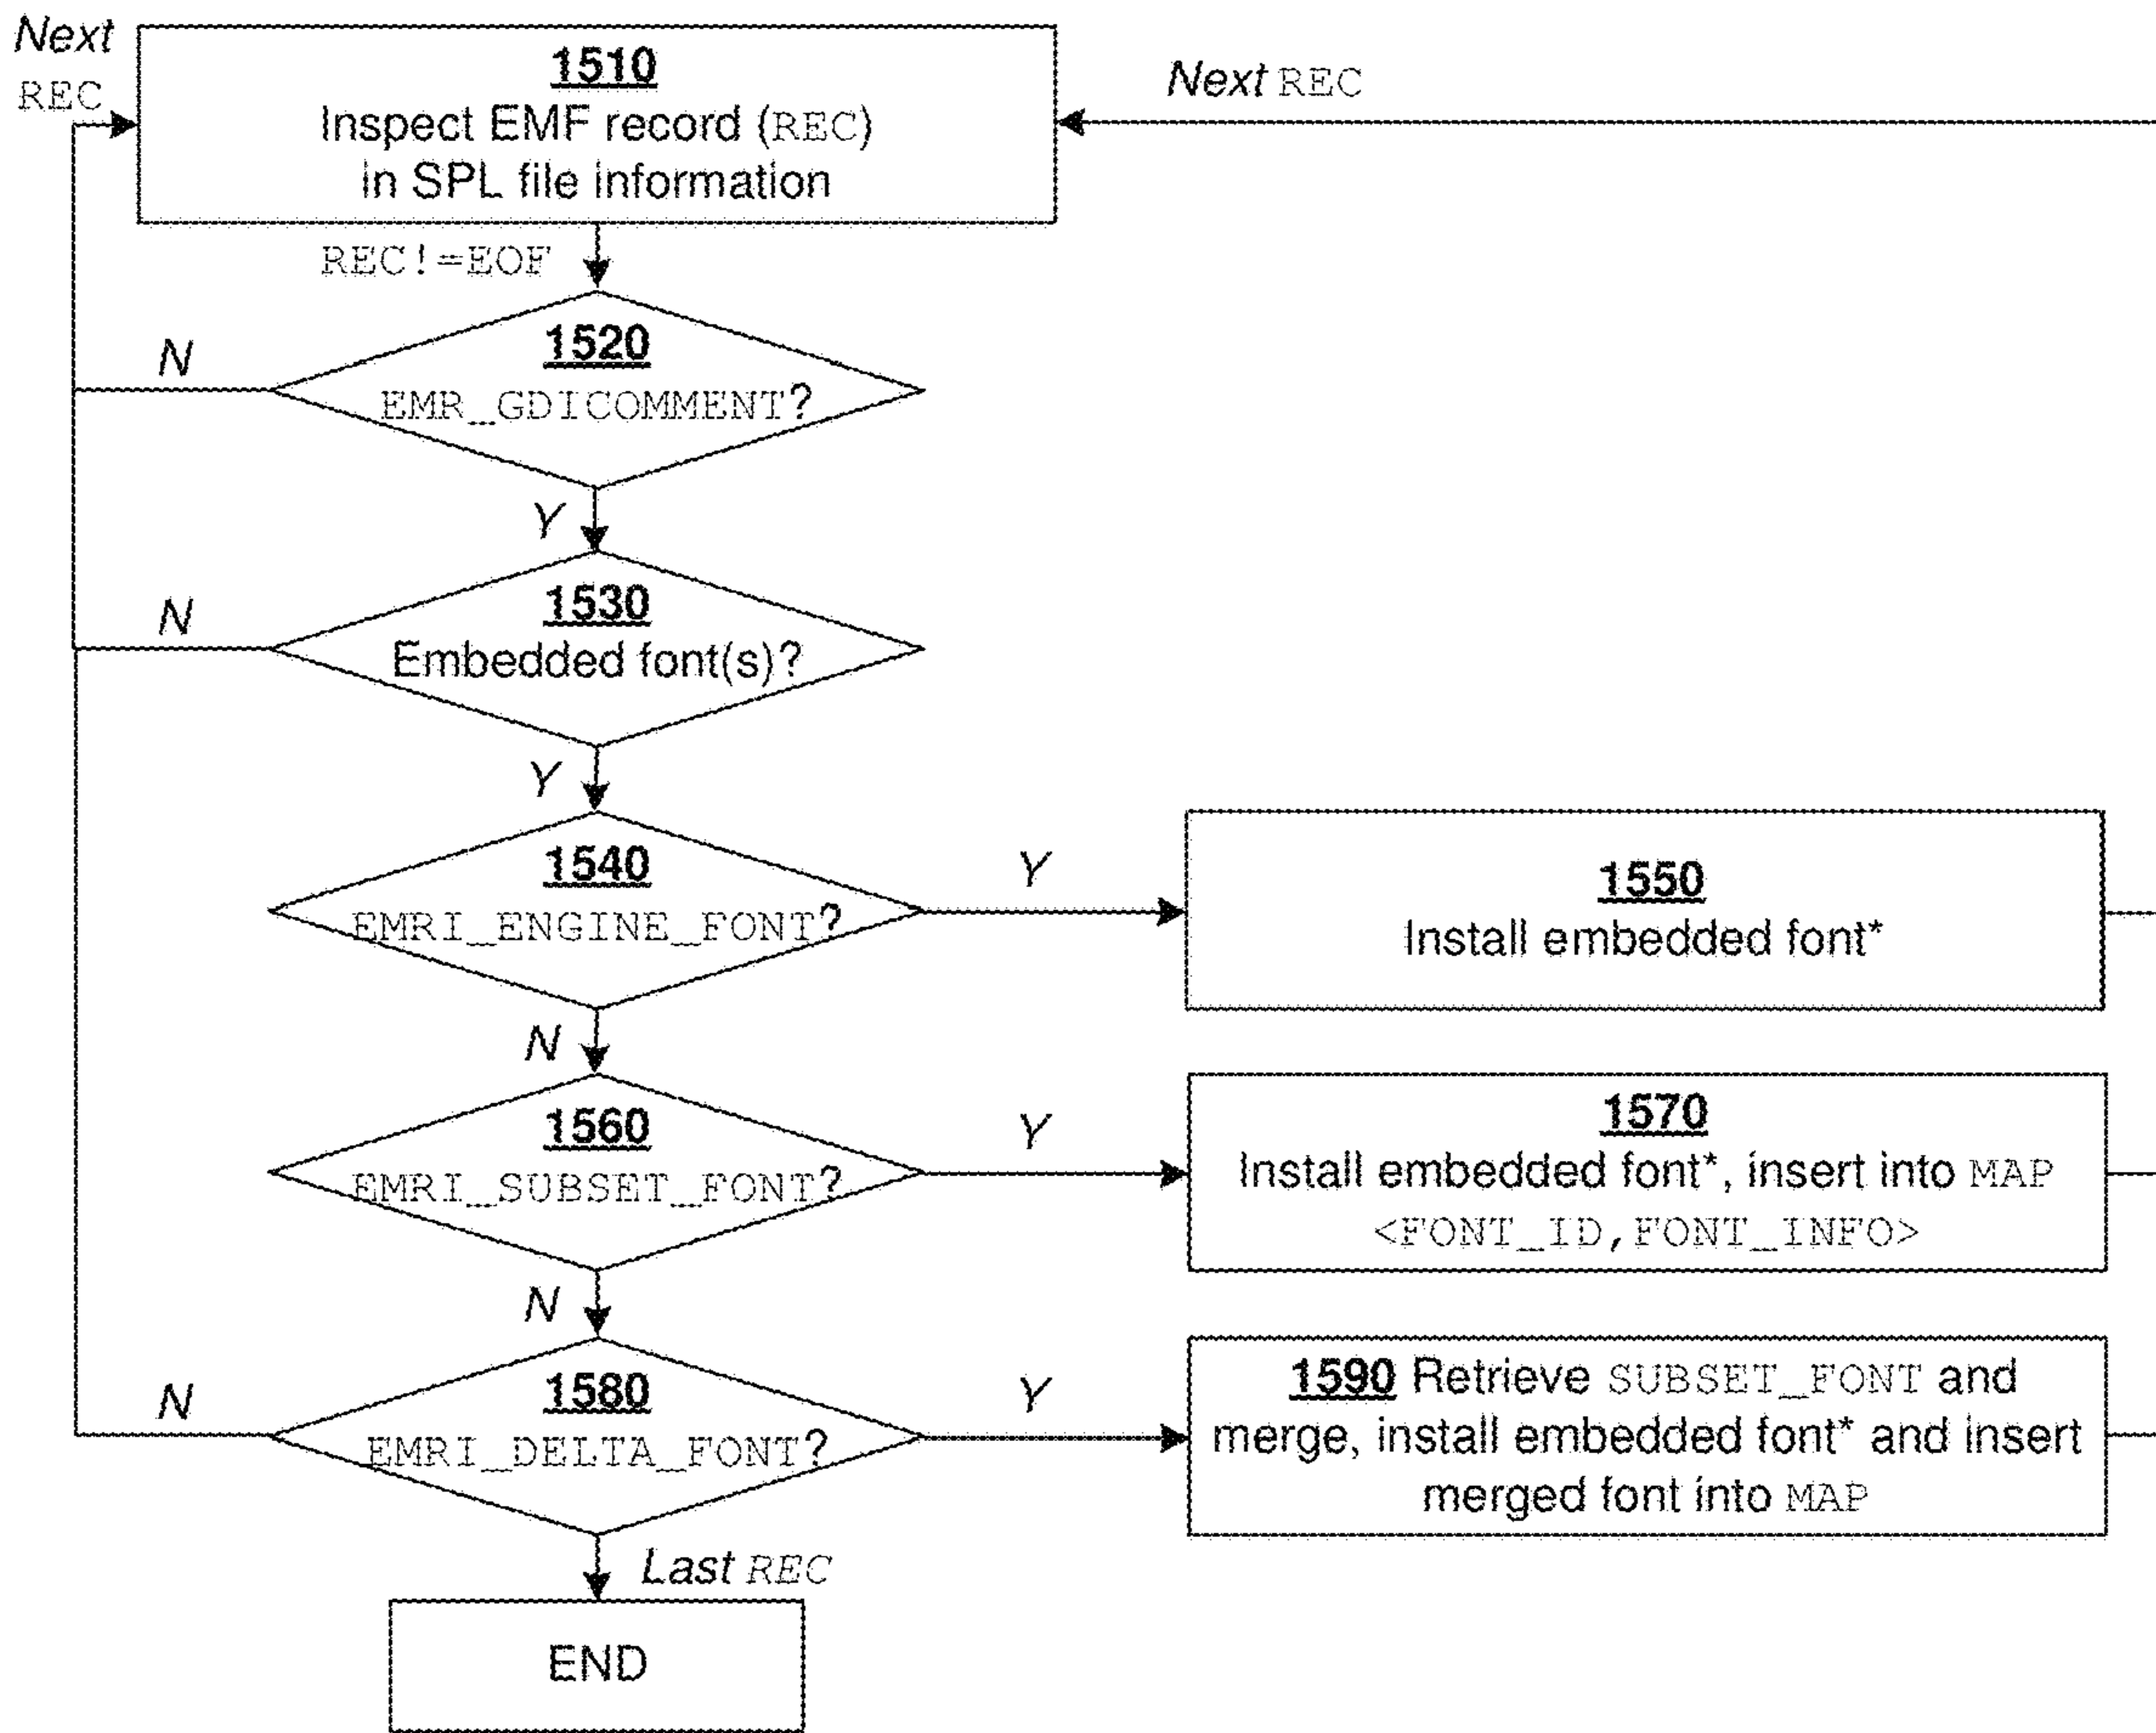 Next
REC
1510
Inspect EMF record (REC)
in SPL file information
Next REC
REC!=EOF
N
1520
EMR_GDICOMMENT?
Y
N
1530
Embedded font(s)?
Y
1540
EMRI_ENGINE_FONT?
Y
1550
Install embedded font*
N
1560
EMRI_SUBSET_FONT?
Y
1570
Install embedded font*, insert into MAP
<FONT_ID,FONT_INFO>
N
N
1580
EMRI_DELTA_FONT?
Y
1590 Retrieve SUBSET_FONT and
merge, install embedded font* and insert
merged font into MAP
Last REC
END